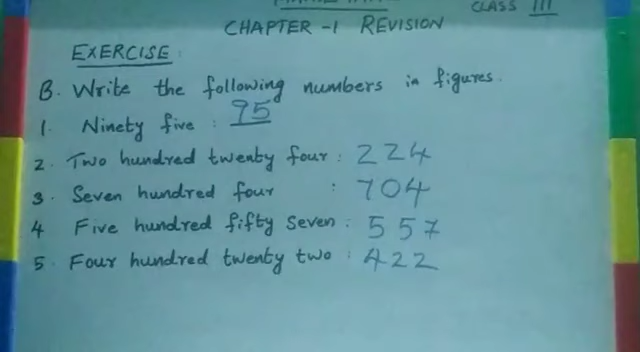 CLASS III
CHAPTER -1 REVISION
EXERCISE :
B. Write the following numbers in figures.
1. Ninety five : 95
2. Two hundred twenty four : 224
3. Seven hundred four : 704
4 Five hundred fifty seven : 557
5. Four hundred twenty two : 422